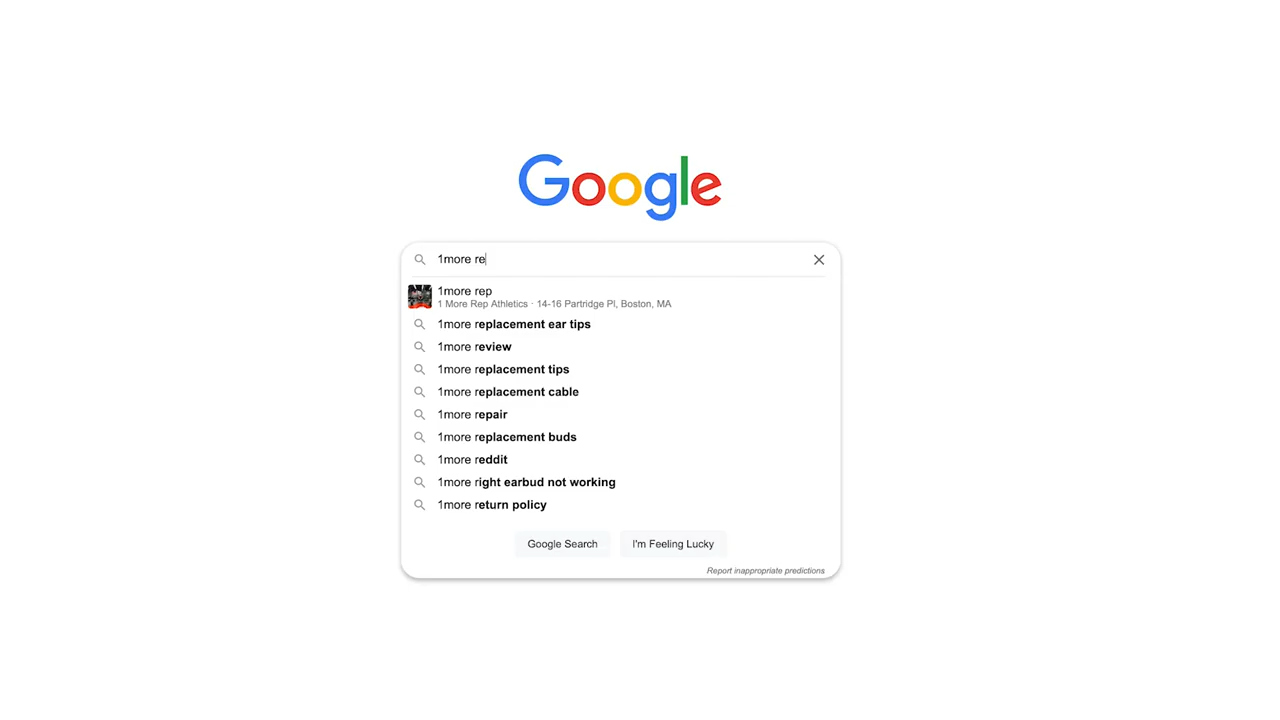 Google
1more re
1more rep
1 More Rep Athletics · 14-16 Partridge Pl, Boston, MA
1more replacement ear tips
1more review
1more replacement tips
1more replacement cable
1more repair
1more replacement buds
1more reddit
1more right earbud not working
1more return policy
Google Search I'm Feeling Lucky
Report inappropriate predictions